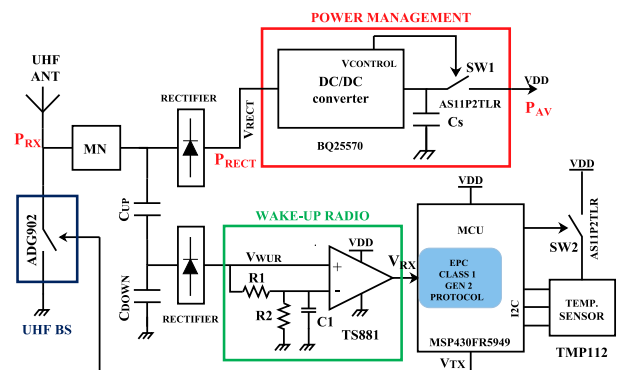 POWER MANAGEMENT
UHF
ANT
RECTIFIER
VCONTROL
DC/DC
converter
SW1
VDD
AS11P2TLR
PAV
PRX
MN
VRECT
PRECT
BQ25570
CS
CUP
WAKE-UP RADIO
VDD
VDD
MCU
ADG902
VWUR
VDD
VRX
EPC
CLASS 1
GEN 2
PROTOCOL
SW2
AS11P2TLR
CDOWN
R1
R2
C1
I2C
TEMP.
SENSOR
UHF BS
RECTIFIER
TS881
MSP430FR5949
TMP112
VTX